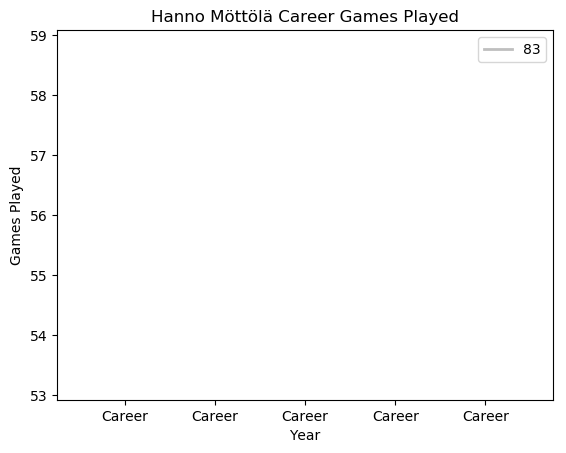 Hanno Möttölä Career Games Played
83
59
58
57
56
55
54
53
Games Played
Career Career Career Career Career
Year